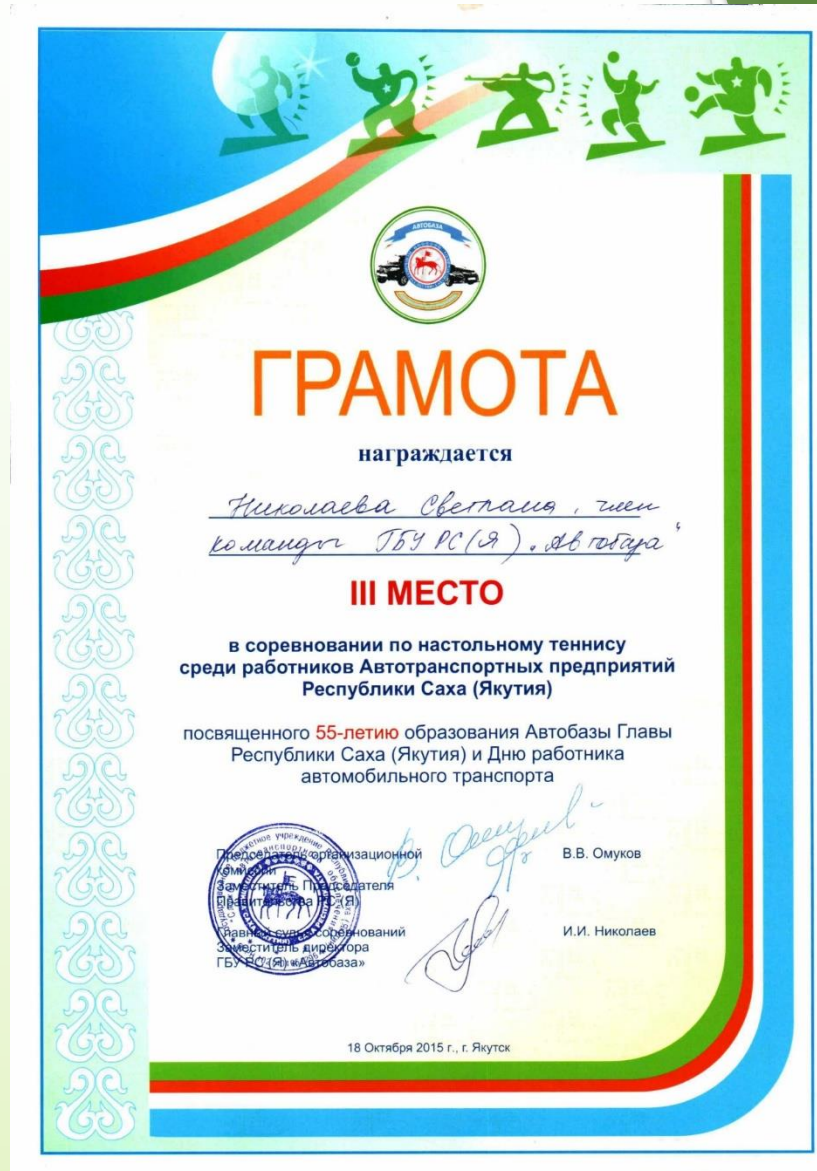 АВТОБАЗА
ГРАМОТА
награждается
Николаева Светлана, член
команды ГБУ РС(Я) „Автобаза"
III МЕСТО
в соревновании по настольному теннису
среди работников Автотранспортных предприятий
Республики Саха (Якутия)
посвященного 55-летию образования Автобазы Главы
Республики Саха (Якутия) и Дню работника
автомобильного транспорта
Председатель организационной
комиссии
Заместитель Председателя
Правительства РС (Я)
В.В. Омуков
Главный судья соревнований
Заместитель директора
ГБУ РС (Я) «Автобаза»
И.И. Николаев
18 Октября 2015 г., г. Якутск